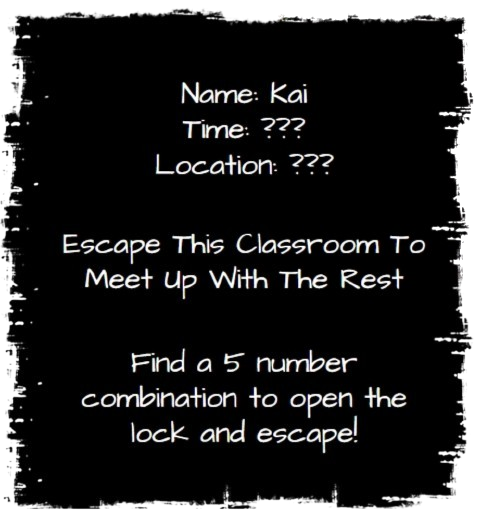 Name: Kai
Time: ???
Location: ???
Escape This Classroom To
Meet Up With The Rest
Find a 5 number
combination to open the
lock and escape!